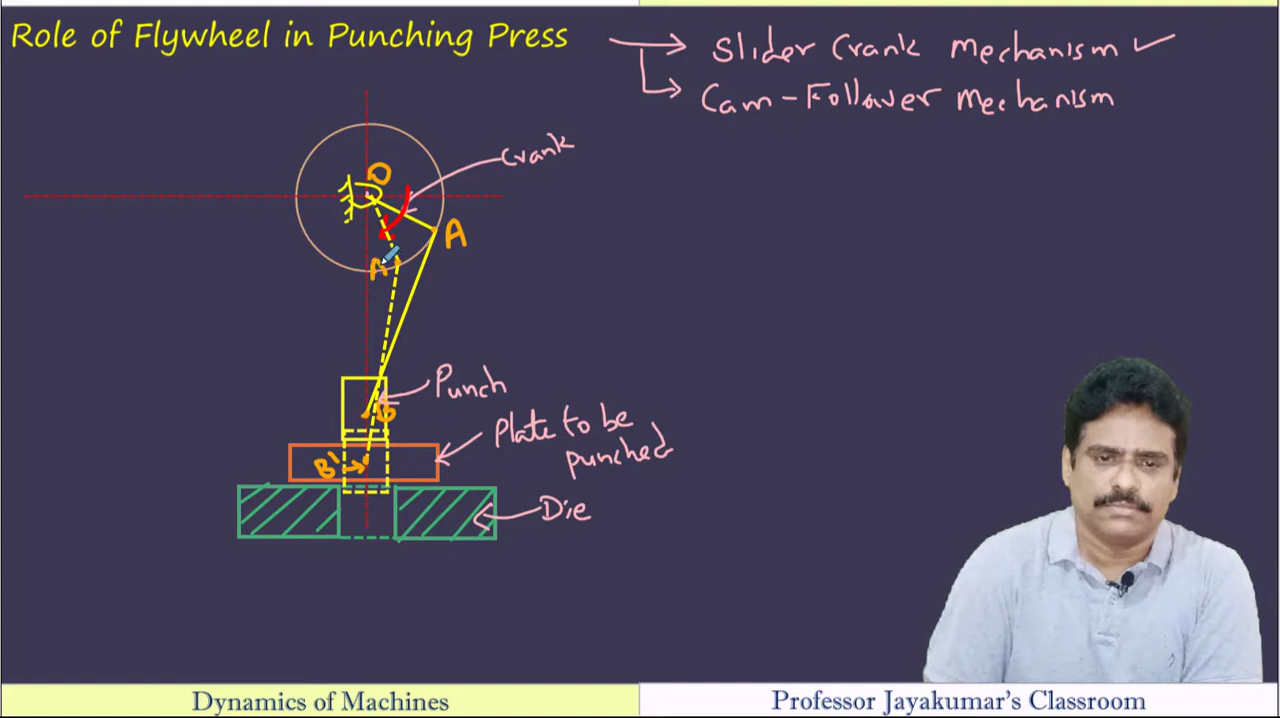 Role of Flywheel in Punching Press
Slider Crank Mechanism
Cam-Follower Mechanism
Crank
O
A
A
Punch
B
Plate to be
punched
B'
Die
Dynamics of Machines
Professor Jayakumar's Classroom